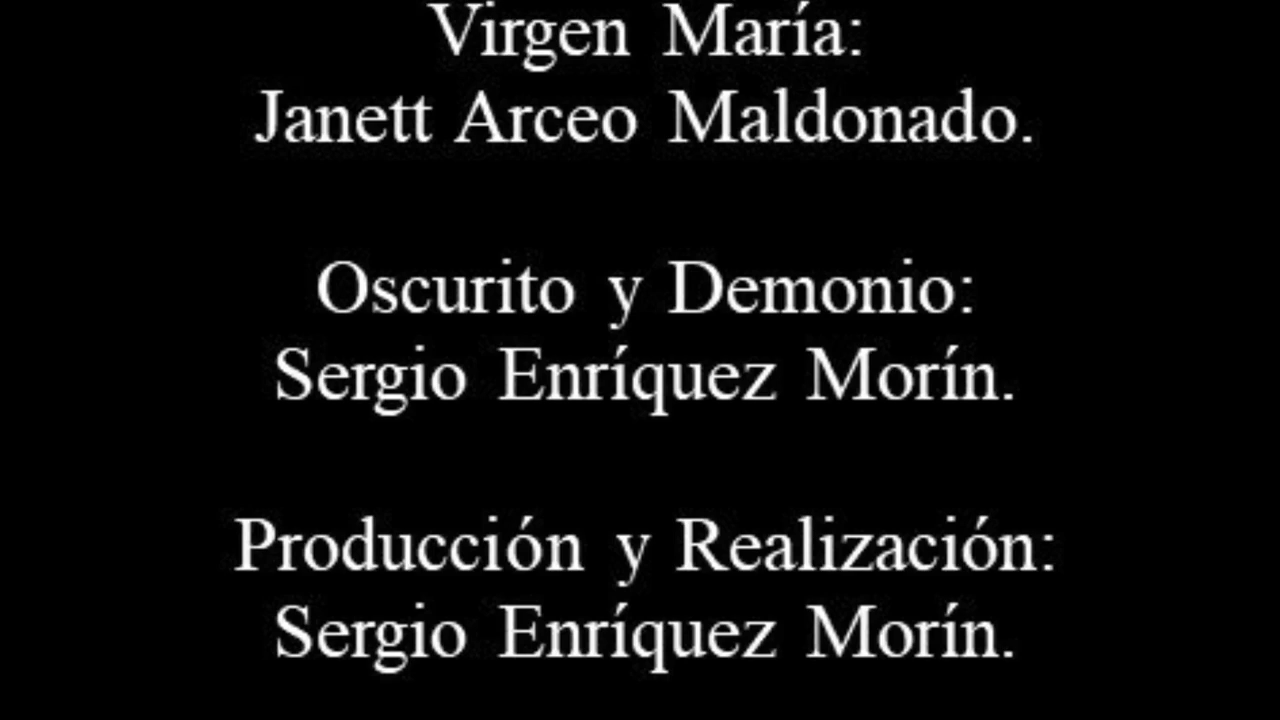 Virgen María:
Janett Arceo Maldonado.
Oscurito y Demonio:
Sergio Enríquez Morín.
Producción y Realización:
Sergio Enríquez Morín.